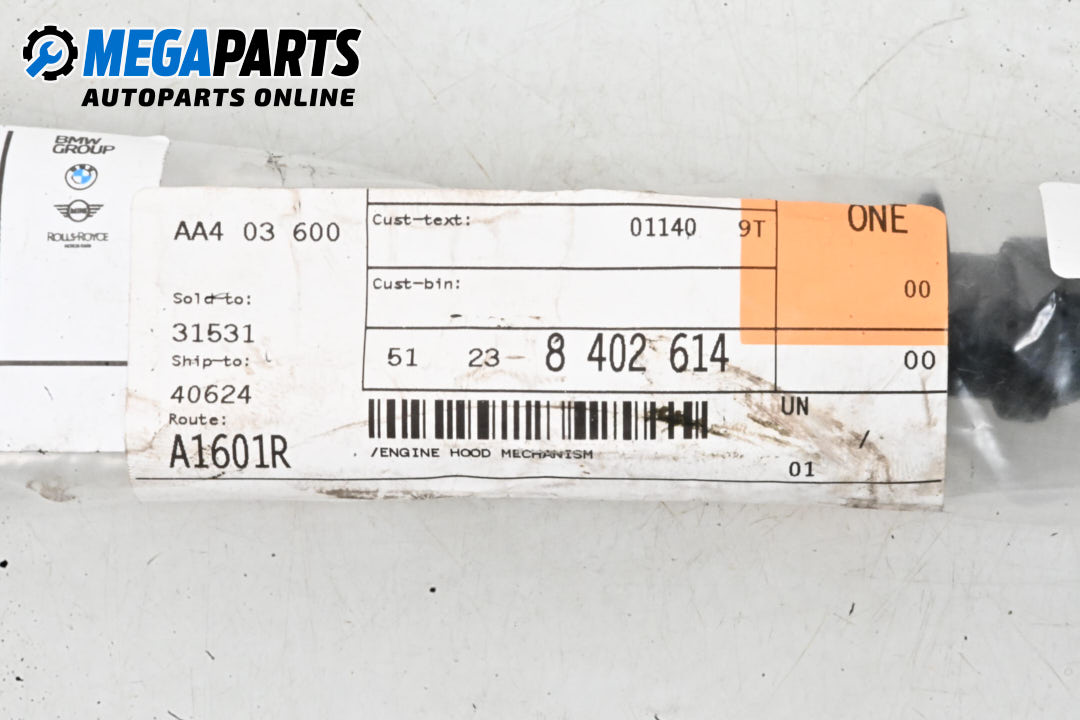 MEGAPARTS
AUTOPARTS ONLINE
BMW
GROUP
ROLLS-ROYCE
AA4 03 600
Cust-text: 01140 9T
ONE
Cust-bin:
00
Sold to:
31531
Ship-to:
40624
Route:
A1601R
51 23- 8 402 614
00
UN
/
/ENGINE HOOD MECHANISM
01